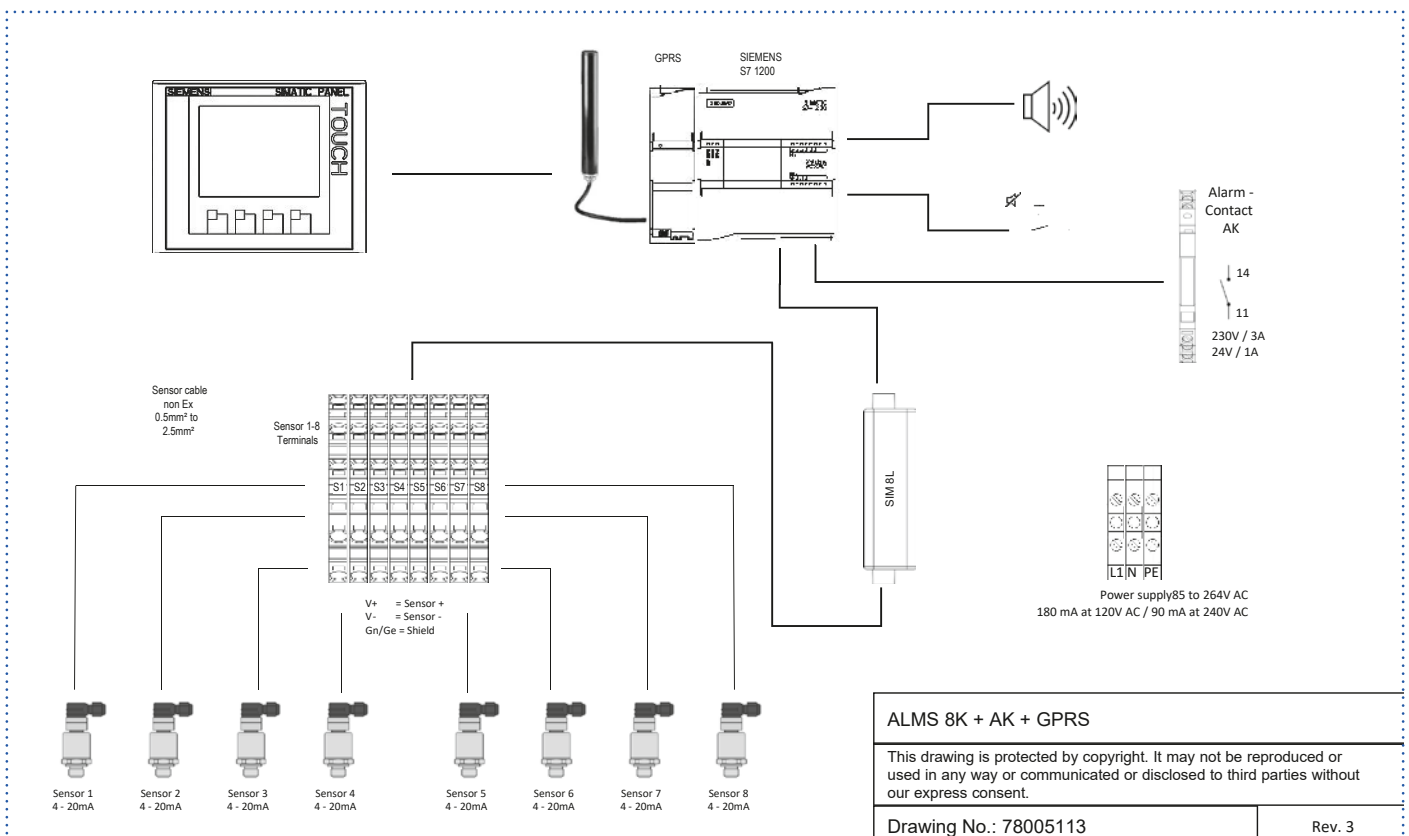 SIEMENS
SIMATIC PANEL
TOUCH
GPRS
SIEMENS
S7 1200
Alarm -
Contact
AK
14
11
230V / 3A
24V / 1A
Sensor cable
non Ex
0.5mm² to
2.5mm²
Sensor 1-8
Terminals
S1 S2 S3 S4 S5 S6 S7 S8
SIM 8L
V+ = Sensor +
V- = Sensor -
Gn/Ge = Shield
L1 N PE
Power supply85 to 264V AC
180 mA at 120V AC / 90 mA at 240V AC
Sensor 1
4 - 20mA
Sensor 2
4 - 20mA
Sensor 3
4 - 20mA
Sensor 4
4 - 20mA
Sensor 5
4 - 20mA
Sensor 6
4 - 20mA
Sensor 7
4 - 20mA
Sensor 8
4 - 20mA
ALMS 8K + AK + GPRS
This drawing is protected by copyright. It may not be reproduced or
used in any way or communicated or disclosed to third parties without
our express consent.
Drawing No.: 78005113
Rev. 3